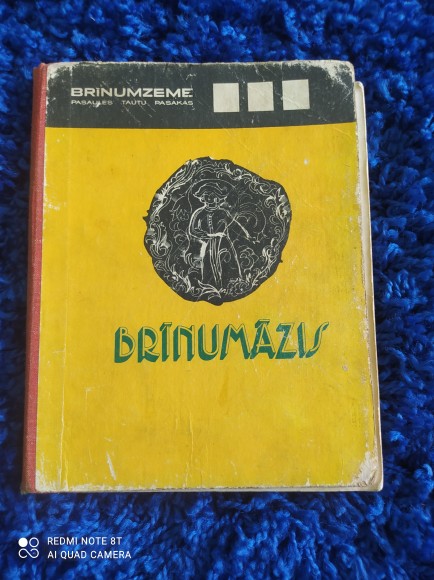 BRĪNUMZEME
PASAULES TAUTU PASAKAS
BRĪNUMĀZIS
REDMI NOTE 8T
AI QUAD CAMERA